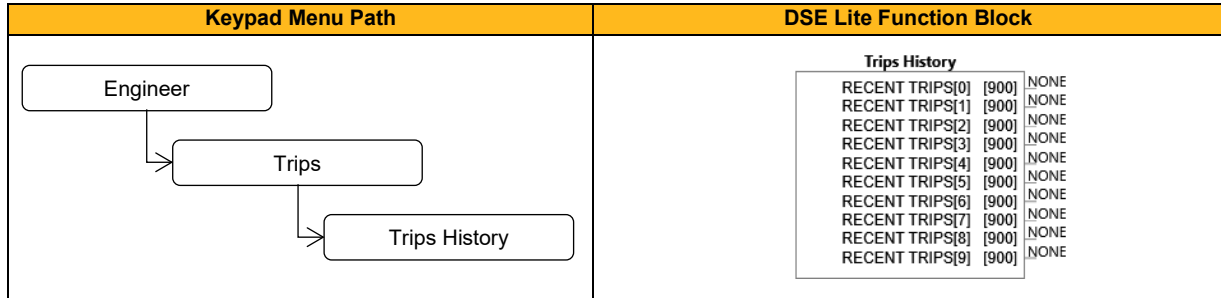 Keypad Menu Path
DSE Lite Function Block
Engineer
Trips
Trips History
Trips History
RECENT TRIPS[0] [900] NONE
RECENT TRIPS[1] [900] NONE
RECENT TRIPS[2] [900] NONE
RECENT TRIPS[3] [900] NONE
RECENT TRIPS[4] [900] NONE
RECENT TRIPS[5] [900] NONE
RECENT TRIPS[6] [900] NONE
RECENT TRIPS[7] [900] NONE
RECENT TRIPS[8] [900] NONE
RECENT TRIPS[9] [900] NONE